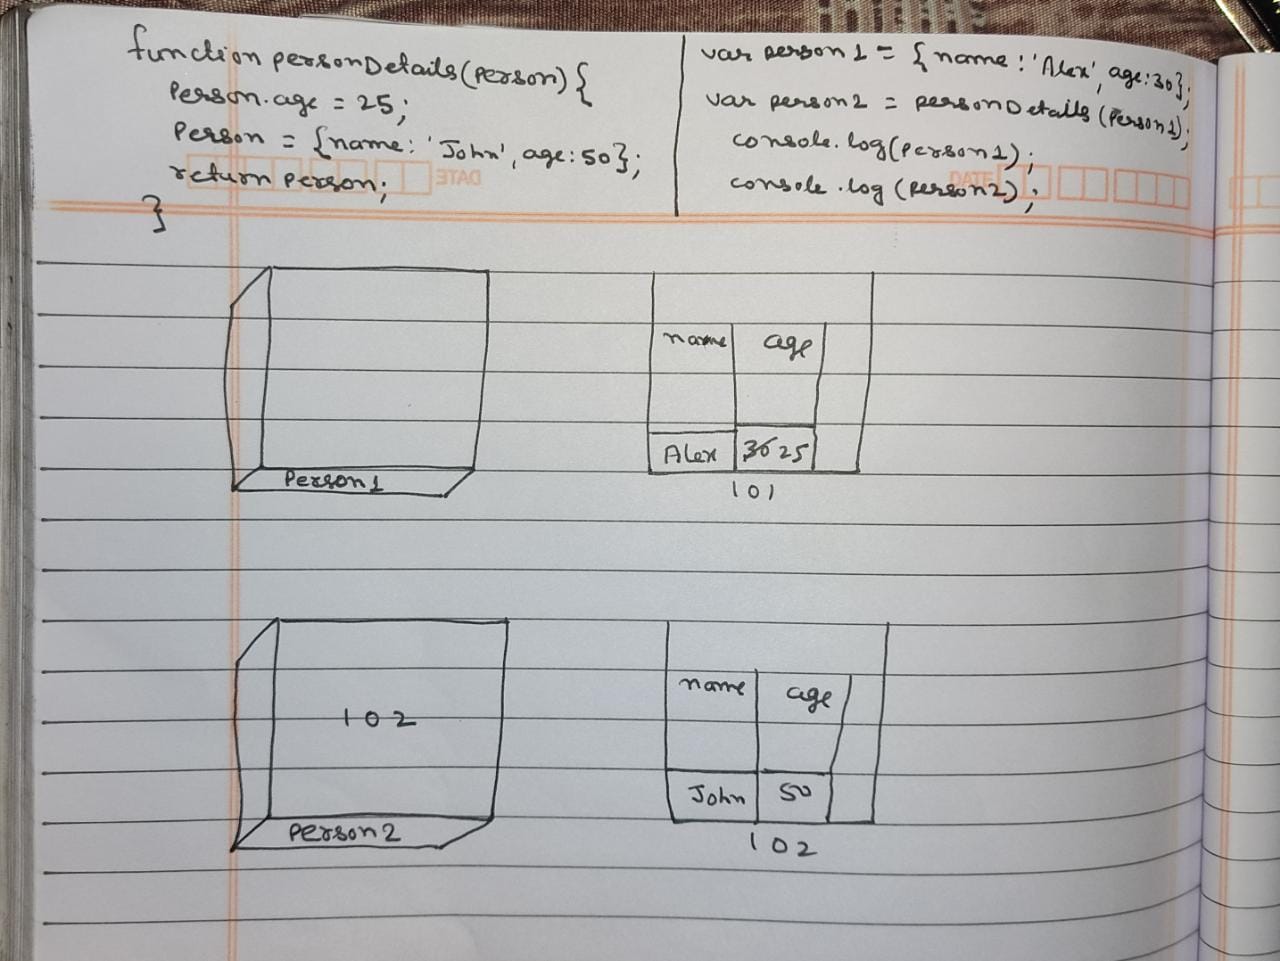 function personDetails(person){
Person.age = 25;
Person = {name: 'John', age:50};
return person;
}
var person1 = {name: 'Alex', age:30};
var person2 = personDetails(Person1);
console.log(person1);
console.log(person2);
DATE
DATE
name age
Alex 30 25
Person1
101
name age
102
John 50
Person2
102